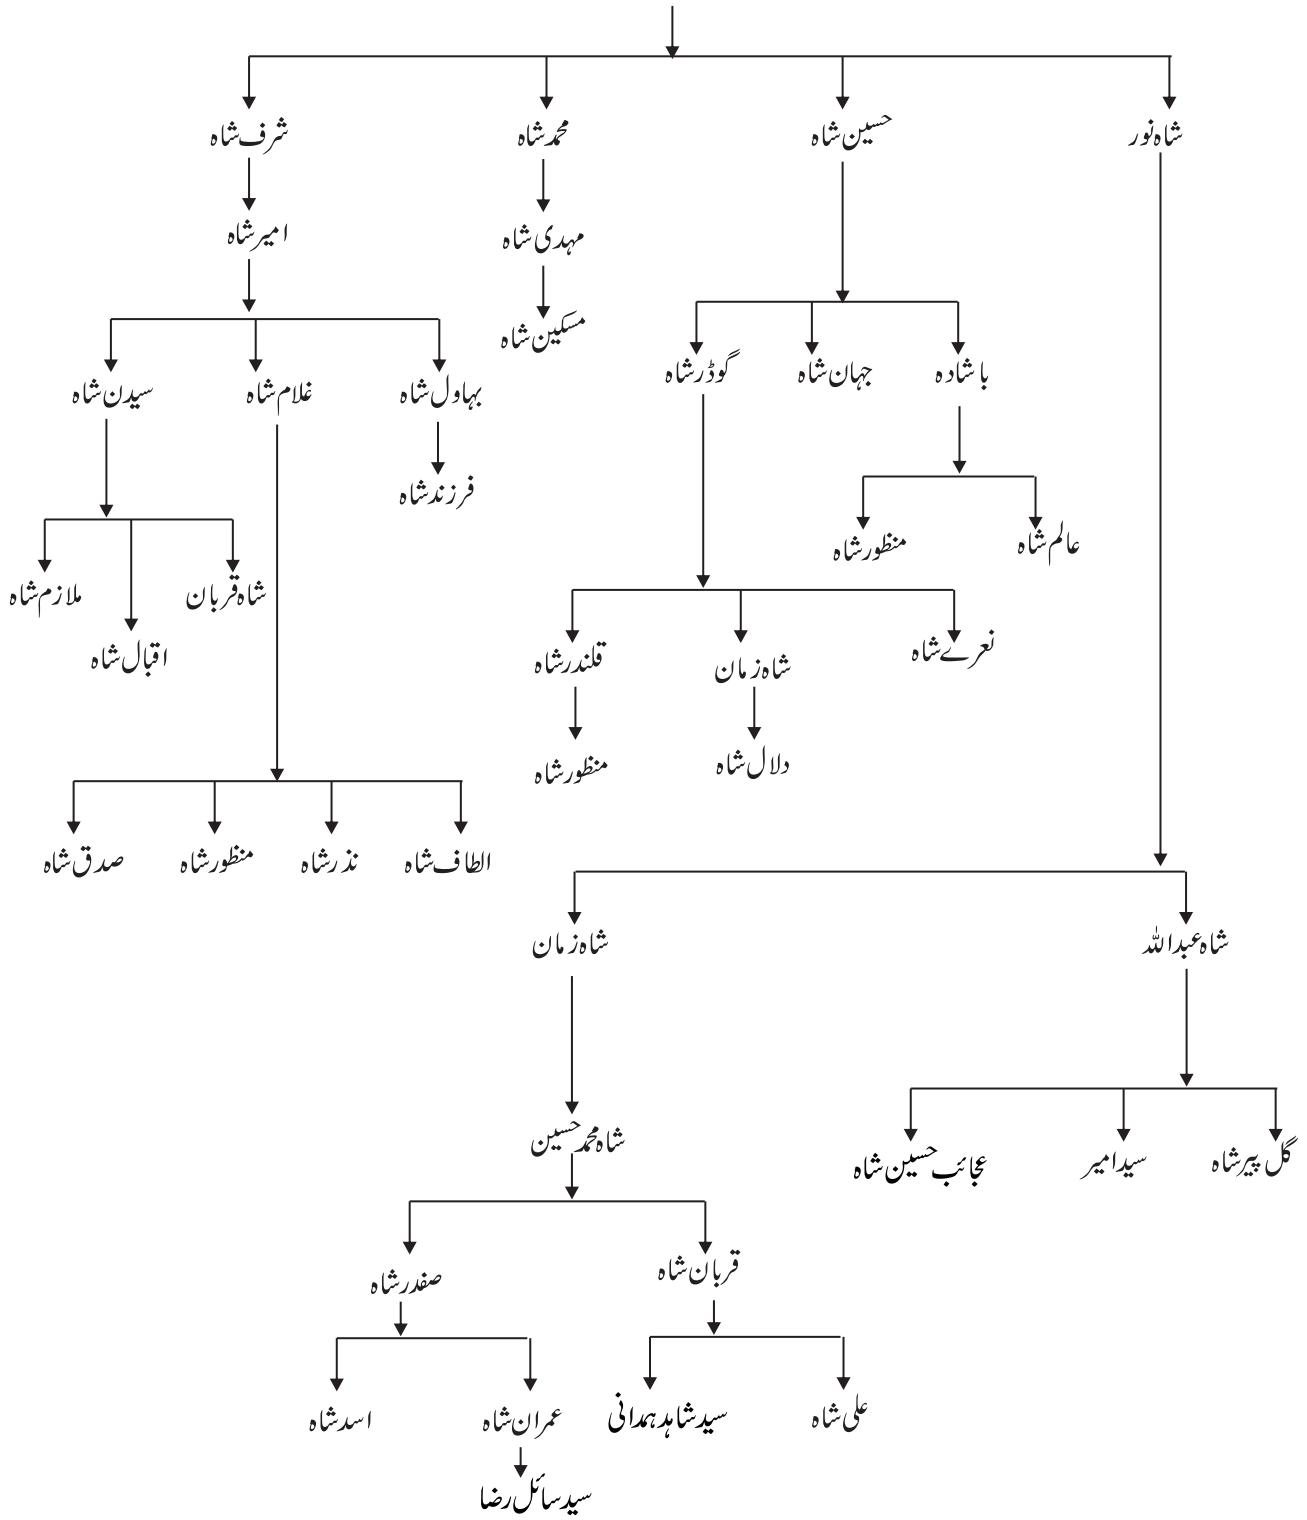 شاہ نور
حسین شاہ
محمد شاہ
شرف شاہ
مہدی شاہ
امیر شاہ
مسکین شاہ
باشادہ
جہان شاہ
گوڈر شاہ
بہاول شاہ
غلام شاہ
سیدن شاہ
فرزند شاہ
عالم شاہ
منظور شاہ
شاہ قربان
ملازم شاہ
اقبال شاہ
نعرے شاہ
شاہ زمان
قلندر شاہ
دلال شاہ
منظور شاہ
الطاف شاہ
نذر شاہ
منظور شاہ
صدق شاہ
شاہ عبداللہ
شاہ زمان
گل پیر شاہ
سید امیر
عجائب حسین شاہ
شاہ محمد حسین
قربان شاہ
صفدر شاہ
علی شاہ
سید شاہد ہمدانی
عمران شاہ
اسد شاہ
سید سائل رضا